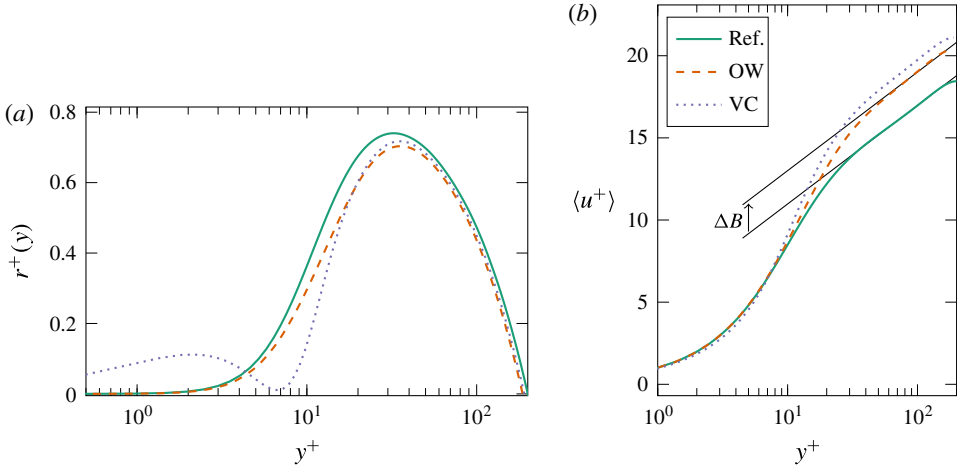 (a)
0.8
0.6
0.4
0.2
0
r⁺(y)
10⁰ 10¹ 10²
y⁺
(b)
20
15
10
5
0
⟨u⁺⟩
Ref.
OW
VC
ΔB
10⁰ 10¹ 10²
y⁺